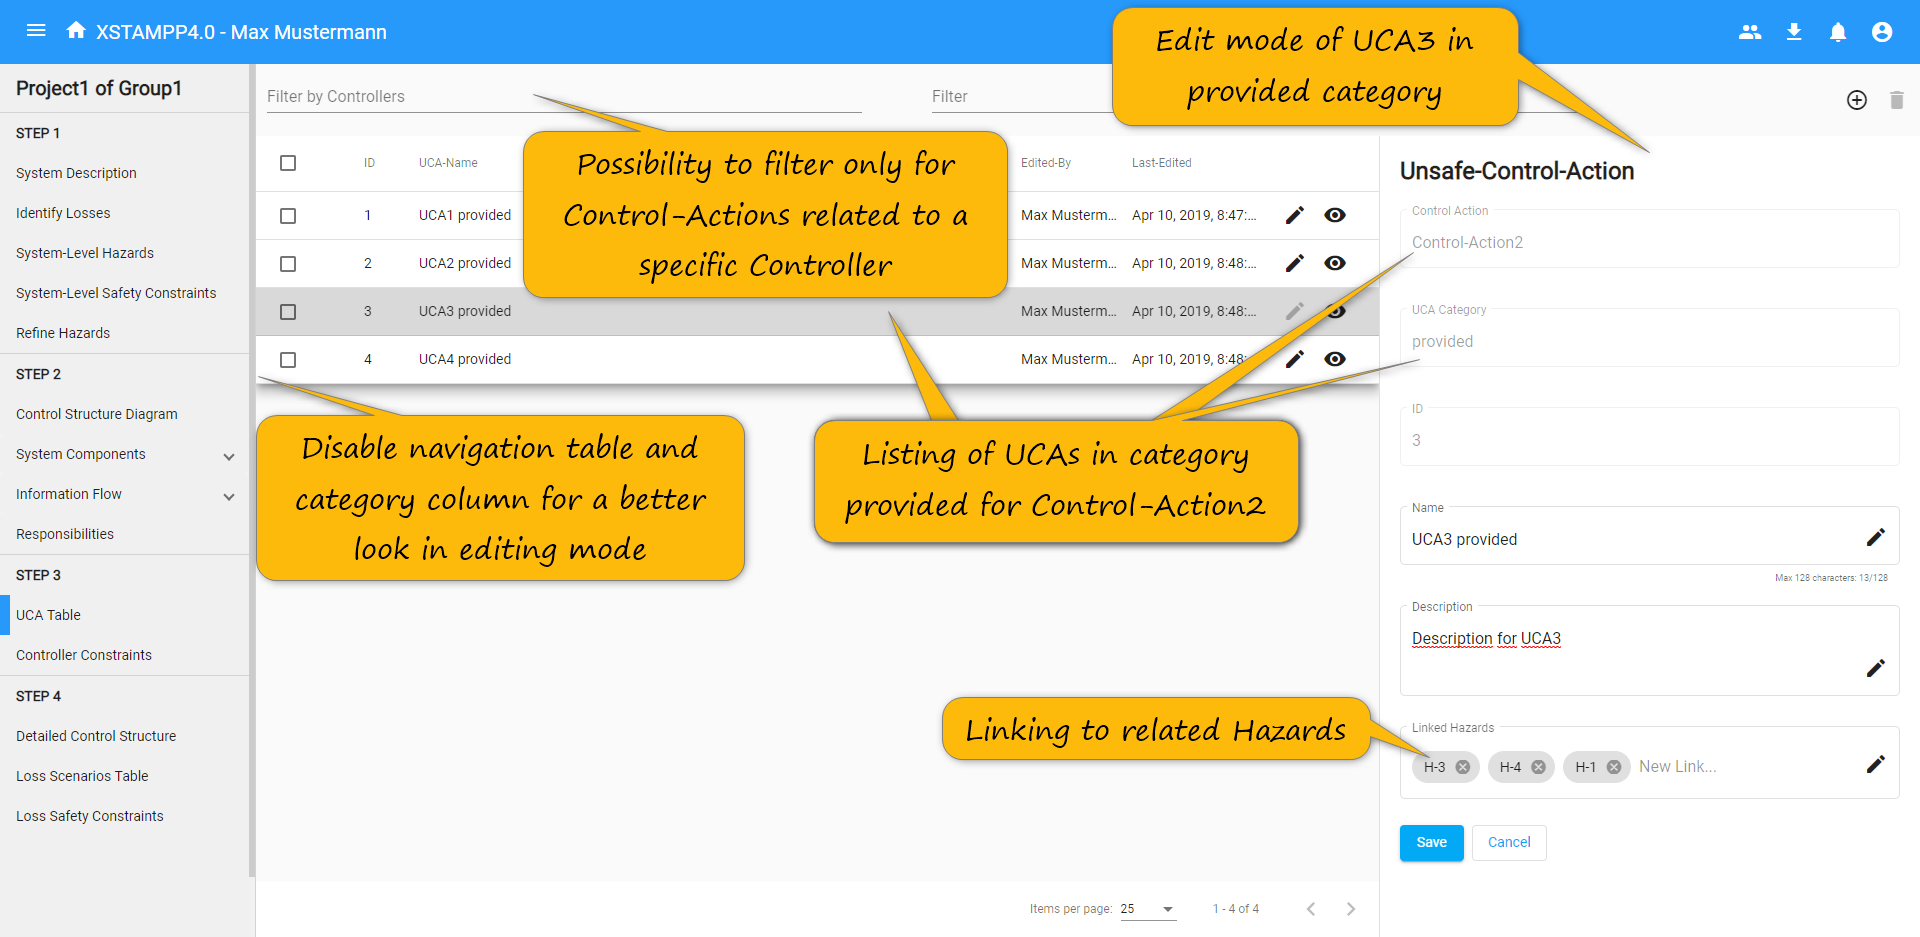 XSTAMPP4.0 - Max Mustermann
Edit mode of UCA3 in
provided category
Project1 of Group1
STEP 1
System Description
Identify Losses
System-Level Hazards
System-Level Safety Constraints
Refine Hazards
STEP 2
Control Structure Diagram
System Components
Information Flow
Responsibilities
STEP 3
UCA Table
Controller Constraints
STEP 4
Detailed Control Structure
Loss Scenarios Table
Loss Safety Constraints
Filter by Controllers
Filter
Possibility to filter only for
Control-Actions related to a
specific Controller
ID UCA-Name Edited-By Last-Edited
1 UCA1 provided Max Musterm... Apr 10, 2019, 8:47:...
2 UCA2 provided Max Musterm... Apr 10, 2019, 8:48:...
3 UCA3 provided Max Musterm... Apr 10, 2019, 8:48:...
4 UCA4 provided Max Musterm... Apr 10, 2019, 8:48:...
Disable navigation table and
category column for a better
look in editing mode
Listing of UCAs in category
provided for Control-Action2
Linking to related Hazards
Items per page: 25 1 - 4 of 4
Unsafe-Control-Action
Control Action
Control-Action2
UCA Category
provided
ID
3
Name
UCA3 provided
Max 128 characters: 13/128
Description
Description for UCA3
Linked Hazards
H-3 H-4 H-1 New Link...
Save Cancel